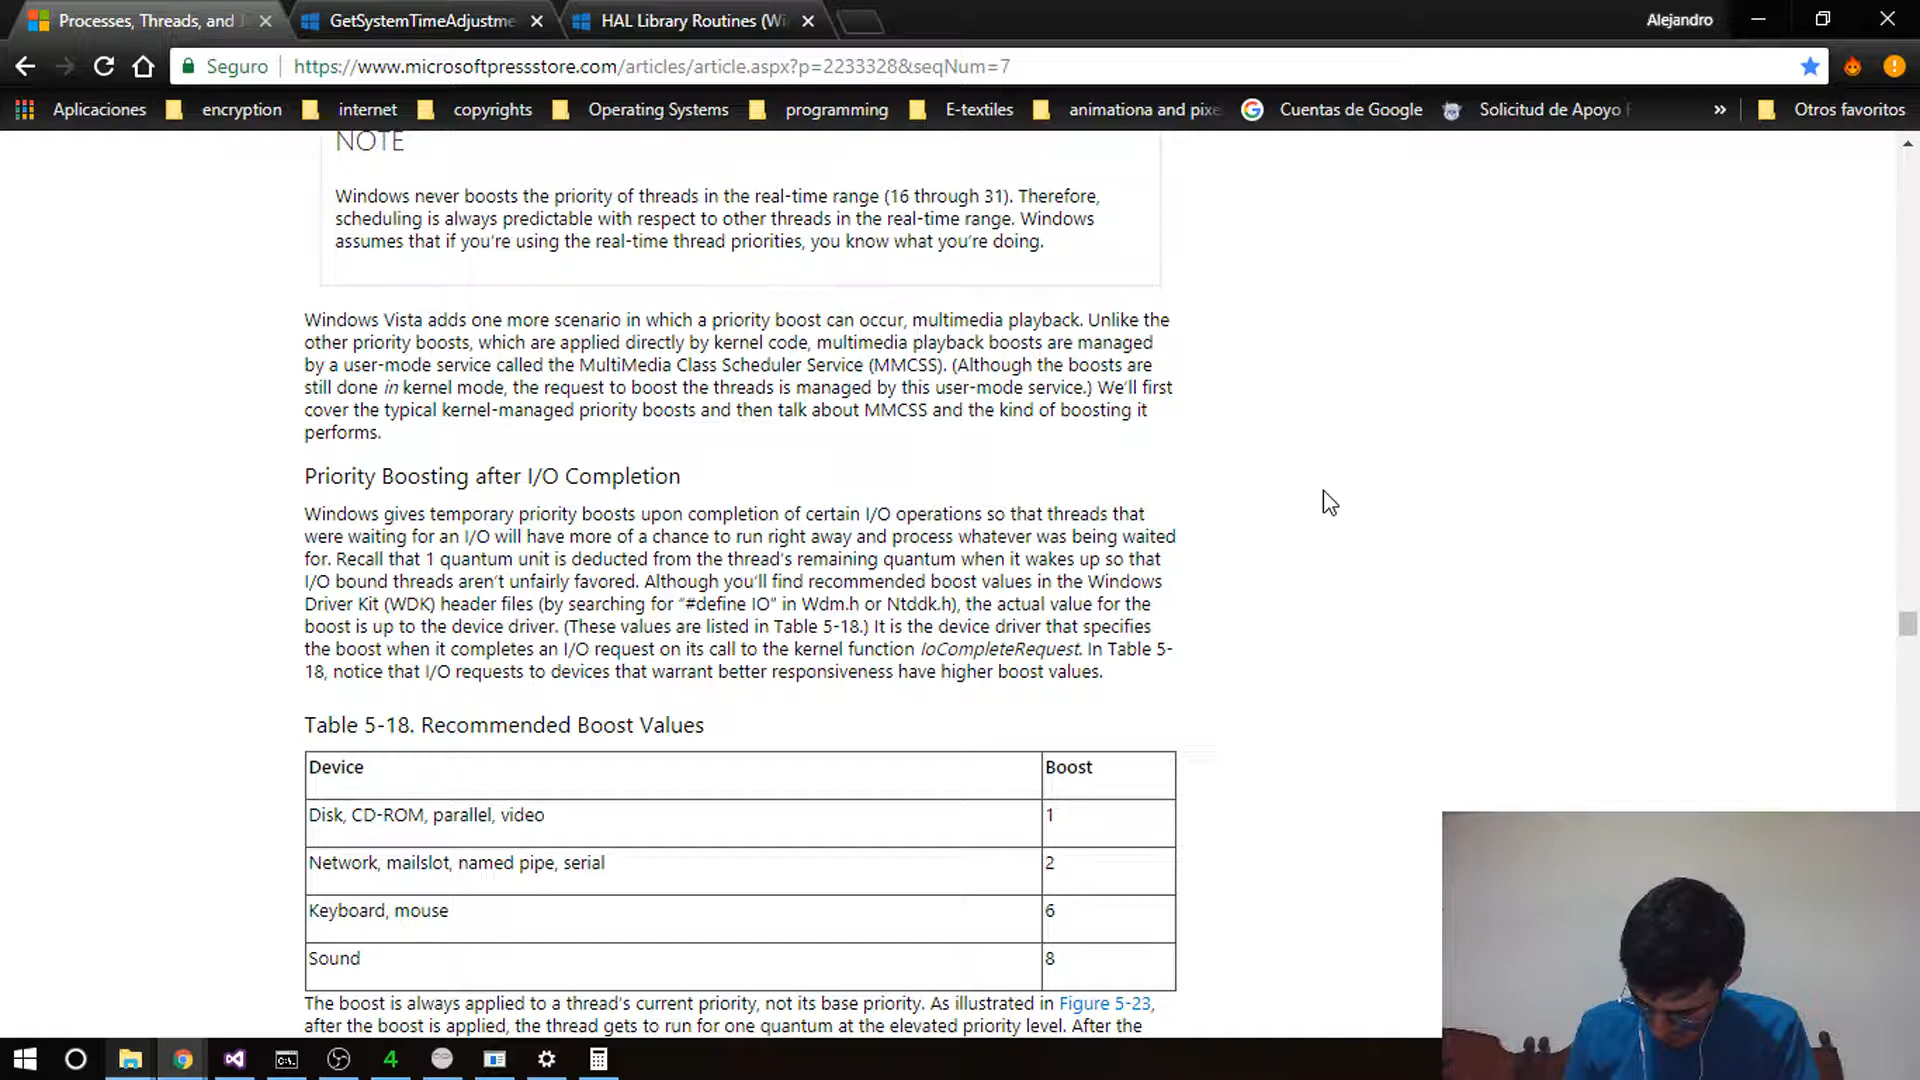 Processes, Threads, and J
GetSystemTimeAdjustme
HAL Library Routines (Wi
Alejandro
Seguro
https://www.microsoftpressstore.com/articles/article.aspx?p=2233328&seqNum=7
Aplicaciones
encryption
internet
copyrights
Operating Systems
programming
E-textiles
animationa and pixe
Cuentas de Google
Solicitud de Apoyo
»
Otros favoritos
NOTE
Windows never boosts the priority of threads in the real-time range (16 through 31). Therefore,
scheduling is always predictable with respect to other threads in the real-time range. Windows
assumes that if you're using the real-time thread priorities, you know what you're doing.
Windows Vista adds one more scenario in which a priority boost can occur, multimedia playback. Unlike the
other priority boosts, which are applied directly by kernel code, multimedia playback boosts are managed
by a user-mode service called the MultiMedia Class Scheduler Service (MMCSS). (Although the boosts are
still done in kernel mode, the request to boost the threads is managed by this user-mode service.) We'll first
cover the typical kernel-managed priority boosts and then talk about MMCSS and the kind of boosting it
performs.
Priority Boosting after I/O Completion
Windows gives temporary priority boosts upon completion of certain I/O operations so that threads that
were waiting for an I/O will have more of a chance to run right away and process whatever was being waited
for. Recall that 1 quantum unit is deducted from the thread's remaining quantum when it wakes up so that
I/O bound threads aren't unfairly favored. Although you'll find recommended boost values in the Windows
Driver Kit (WDK) header files (by searching for "#define IO" in Wdm.h or Ntddk.h), the actual value for the
boost is up to the device driver. (These values are listed in Table 5-18.) It is the device driver that specifies
the boost when it completes an I/O request on its call to the kernel function IoCompleteRequest. In Table 5-
18, notice that I/O requests to devices that warrant better responsiveness have higher boost values.
Table 5-18. Recommended Boost Values
Device
Boost
Disk, CD-ROM, parallel, video
1
Network, mailslot, named pipe, serial
2
Keyboard, mouse
6
Sound
8
The boost is always applied to a thread's current priority, not its base priority. As illustrated in Figure 5-23,
after the boost is applied, the thread gets to run for one quantum at the elevated priority level. After the
4